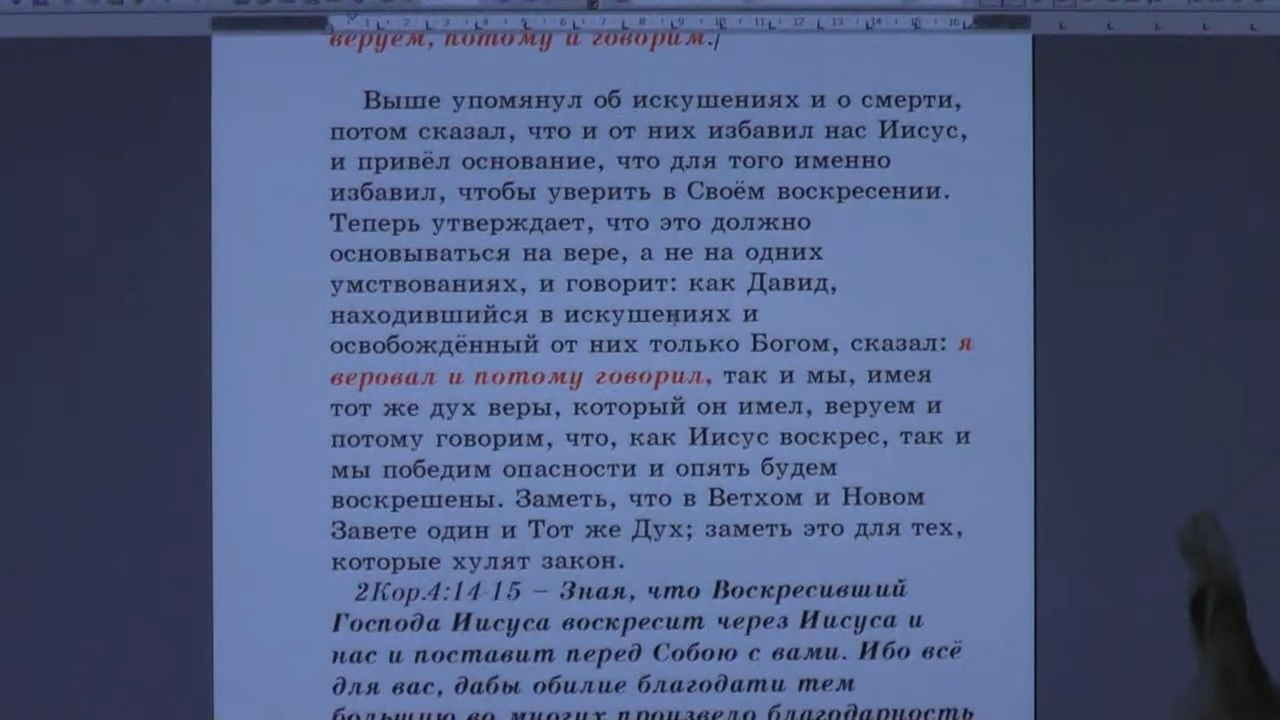 веруем, потому и говорим./
Выше упомянул об искушениях и о смерти,
потом сказал, что и от них избавил нас Иисус,
и привёл основание, что для того именно
избавил, чтобы уверить в Своём воскресении.
Теперь утверждает, что это должно
основываться на вере, а не на одних
умствованиях, и говорит: как Давид,
находившийся в искушениях и
освобождённый от них только Богом, сказал: я
веровал и потому говорил, так и мы, имея
тот же дух веры, который он имел, веруем и
потому говорим, что, как Иисус воскрес, так и
мы победим опасности и опять будем
воскрешены. Заметь, что в Ветхом и Новом
Завете один и Тот же Дух; заметь это для тех,
которые хулят закон.
2Кор.4:14-15 – Зная, что Воскресивший
Господа Иисуса воскресит через Иисуса и
нас и поставит перед Собою с вами. Ибо всё
для вас, дабы обилие благодати тем
большую во многих произвело благодарность